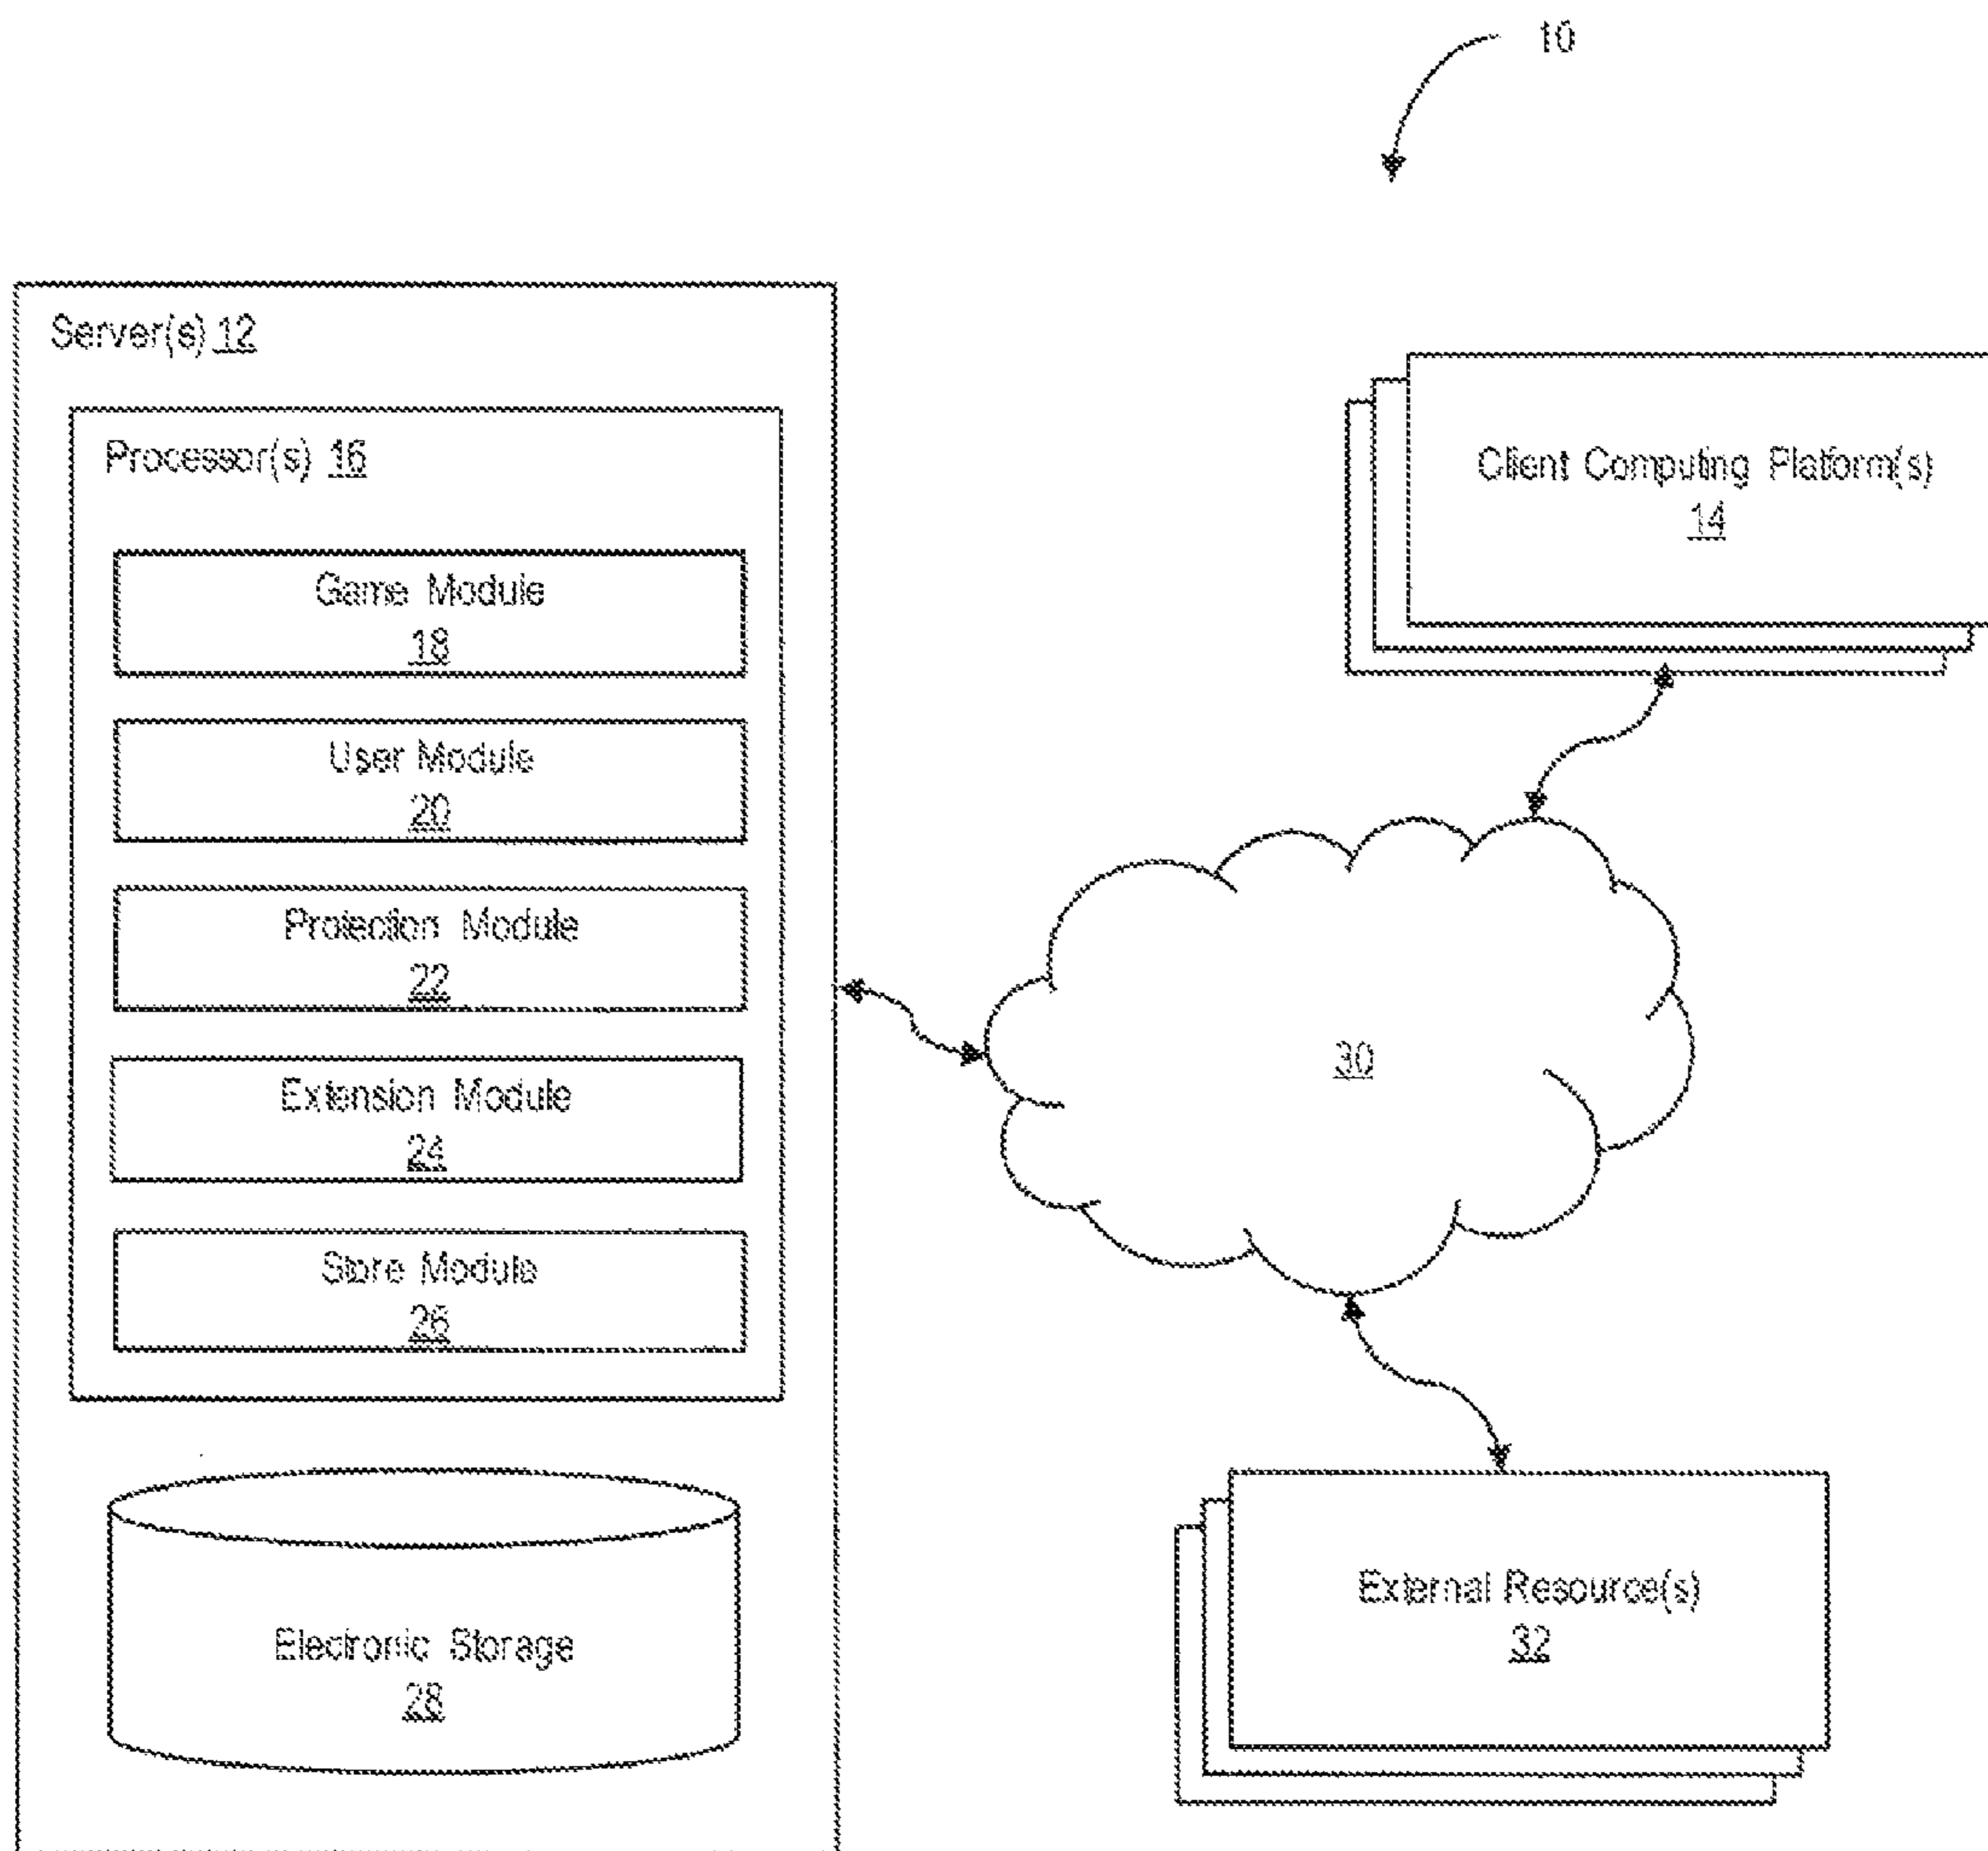 10
Server(s) 12
Processor(s) 16
Game Module
18
User Module
20
Protection Module
22
Extension Module
24
Store Module
26
Electronic Storage
28
Client Computing Platform(s)
14
30
External Resource(s)
32